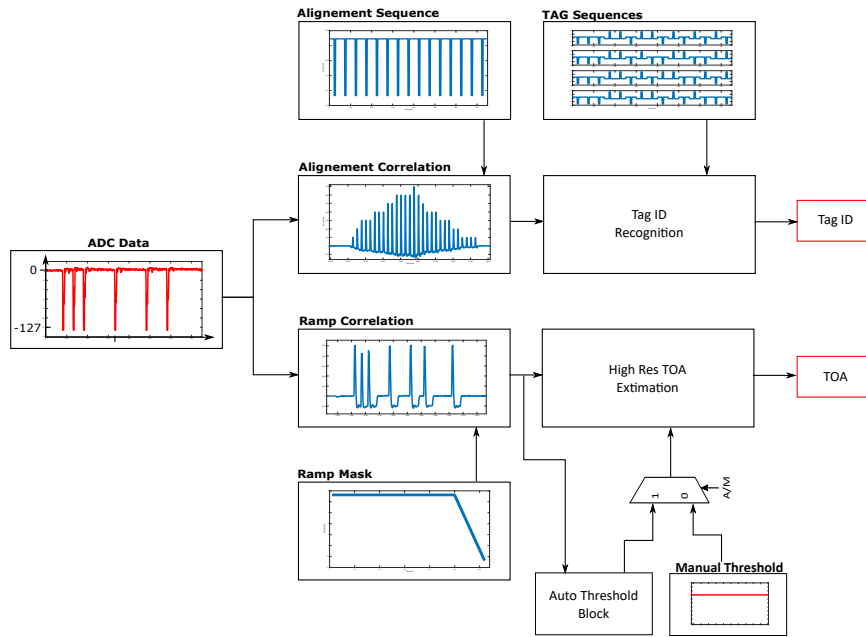 Alignement Sequence
TAG Sequences
Alignement Correlation
Tag ID
Recognition
Tag ID
ADC Data
0
-127
Ramp Correlation
High Res TOA
Extimation
TOA
Ramp Mask
1
0
A/M
Auto Threshold
Block
Manual Threshold